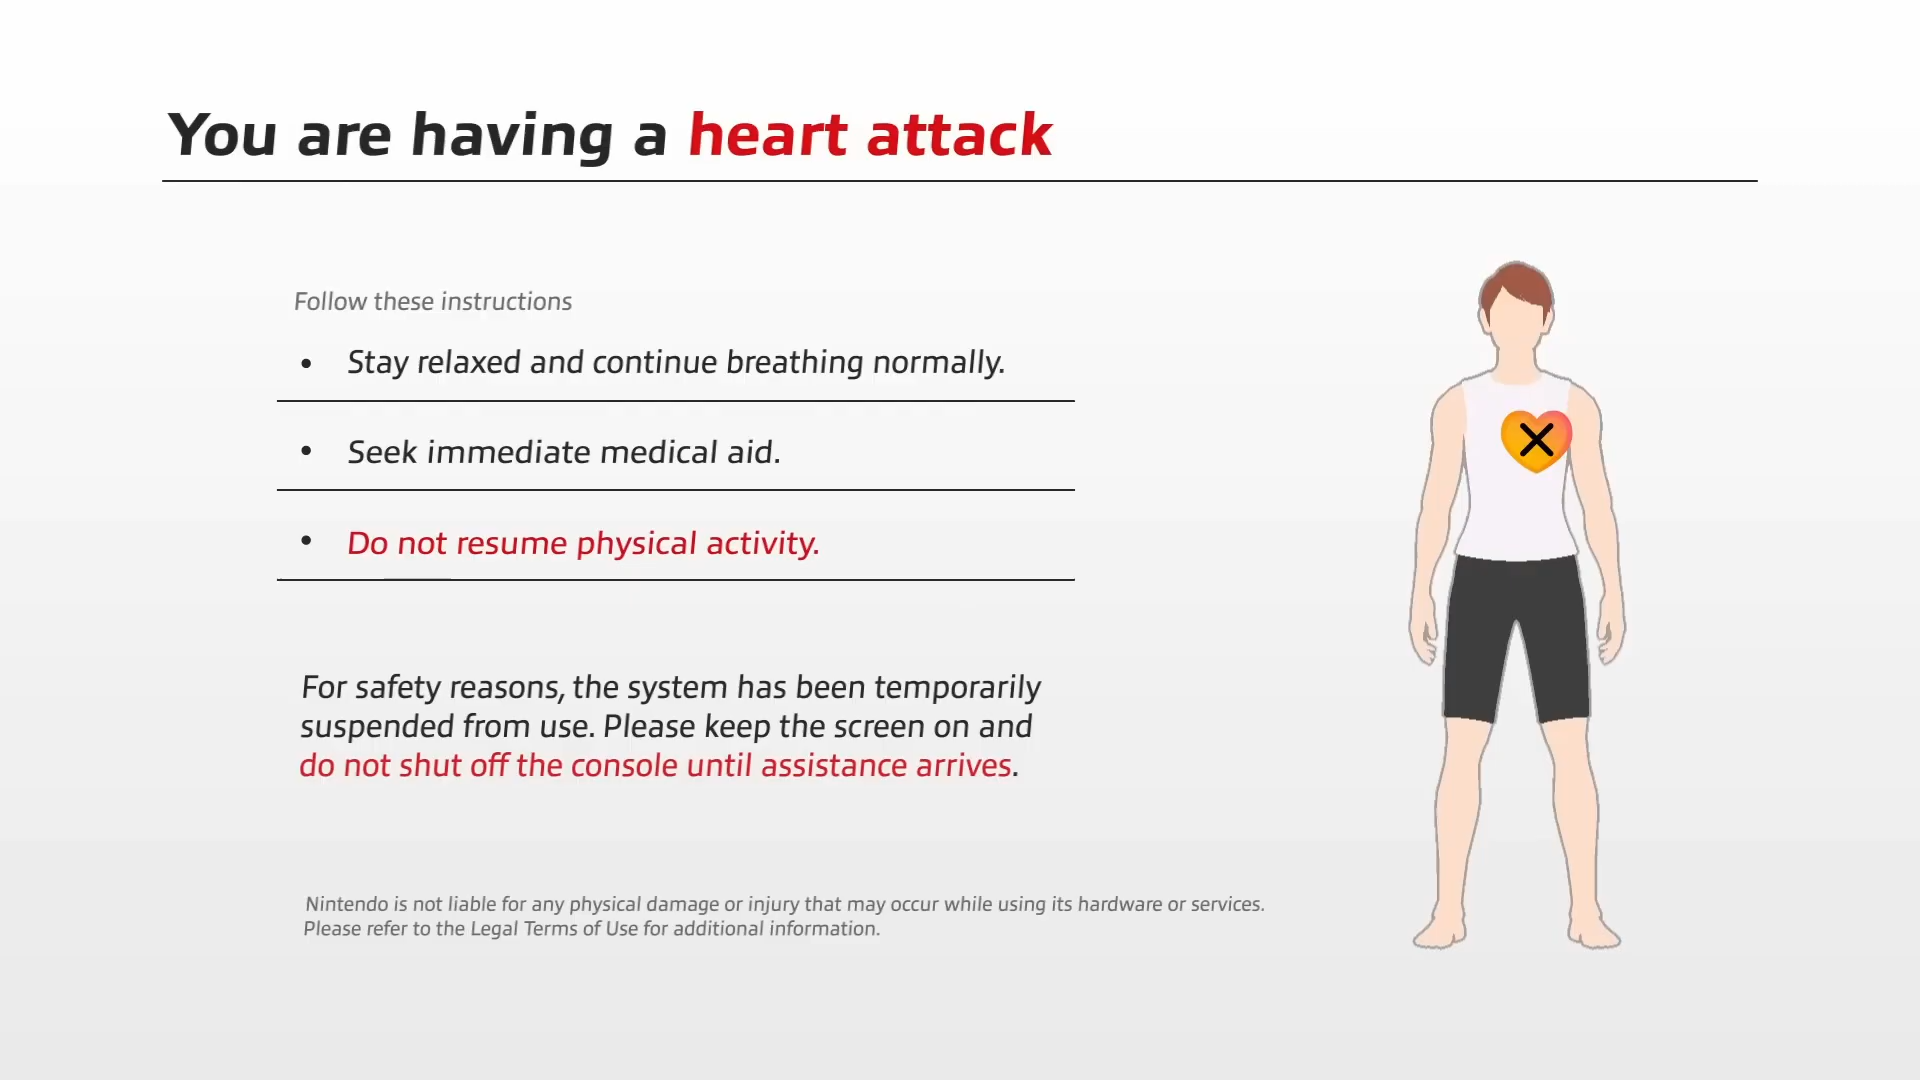 You are having a heart attack
Follow these instructions
• Stay relaxed and continue breathing normally.
• Seek immediate medical aid.
• Do not resume physical activity.
For safety reasons, the system has been temporarily
suspended from use. Please keep the screen on and
do not shut off the console until assistance arrives.
Nintendo is not liable for any physical damage or injury that may occur while using its hardware or services.
Please refer to the Legal Terms of Use for additional information.